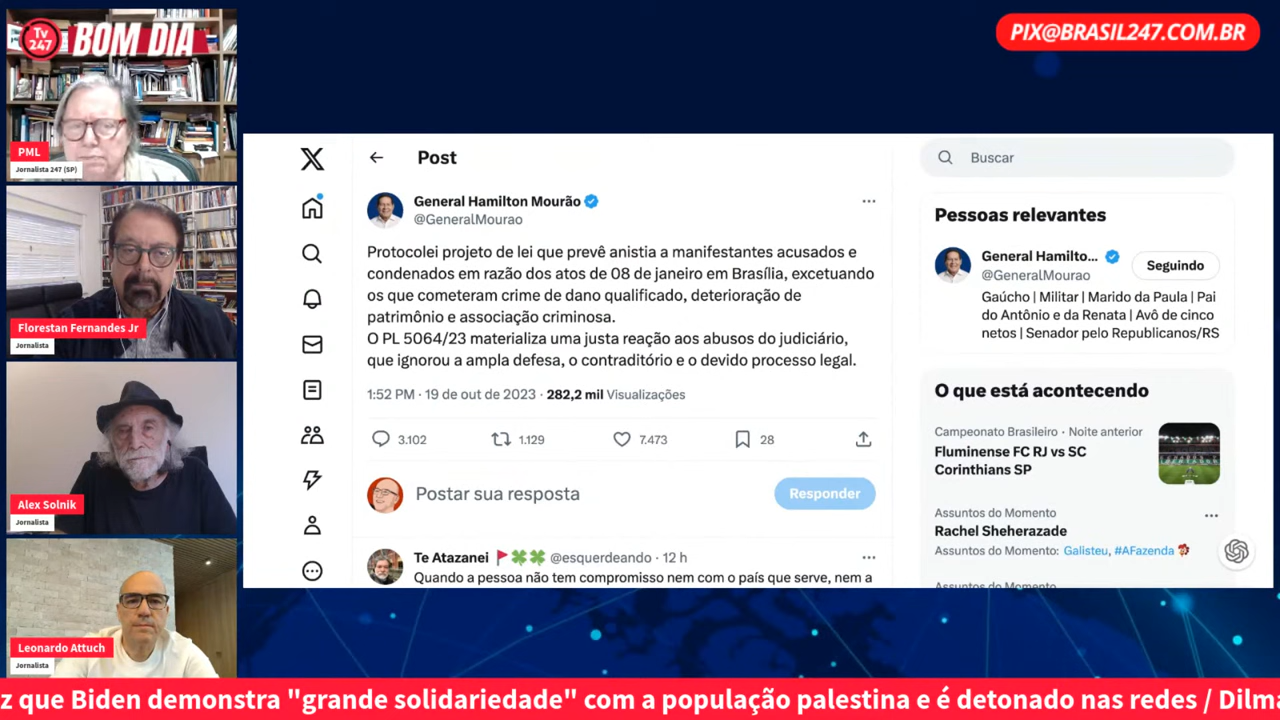 Tv
247
BOM DIA
PIX@BRASIL247.COM.BR
PML
Jornalista 247 (SP)
Florestan Fernandes Jr
Jornalista
Alex Solnik
Jornalista
Leonardo Attuch
Jornalista
Post
General Hamilton Mourão
@GeneralMourao
Protocolei projeto de lei que prevê anistia a manifestantes acusados e
condenados em razão dos atos de 08 de janeiro em Brasília, excetuando
os que cometeram crime de dano qualificado, deterioração de
patrimônio e associação criminosa.
O PL 5064/23 materializa uma justa reação aos abusos do judiciário,
que ignorou a ampla defesa, o contraditório e o devido processo legal.
1:52 PM · 19 de out de 2023 · 282,2 mil Visualizações
3.102 1.129 7.473 28
Postar sua resposta
Responder
Te Atazanei 🚩🍀🍀 @esquerdeando · 12 h
Quando a pessoa não tem compromisso nem com o país que serve, nem a
Buscar
Pessoas relevantes
General Hamilto...
@GeneralMourao
Seguindo
Gaúcho | Militar | Marido da Paula | Pai
do Antônio e da Renata | Avô de cinco
netos | Senador pelo Republicanos/RS
O que está acontecendo
Campeonato Brasileiro · Noite anterior
Fluminense FC RJ vs SC
Corinthians SP
Assuntos do Momento
Rachel Sheherazade
Assuntos do Momento: Galisteu, #AFazenda
Assuntos do Momento
z que Biden demonstra "grande solidariedade" com a população palestina e é detonado nas redes / Dilma